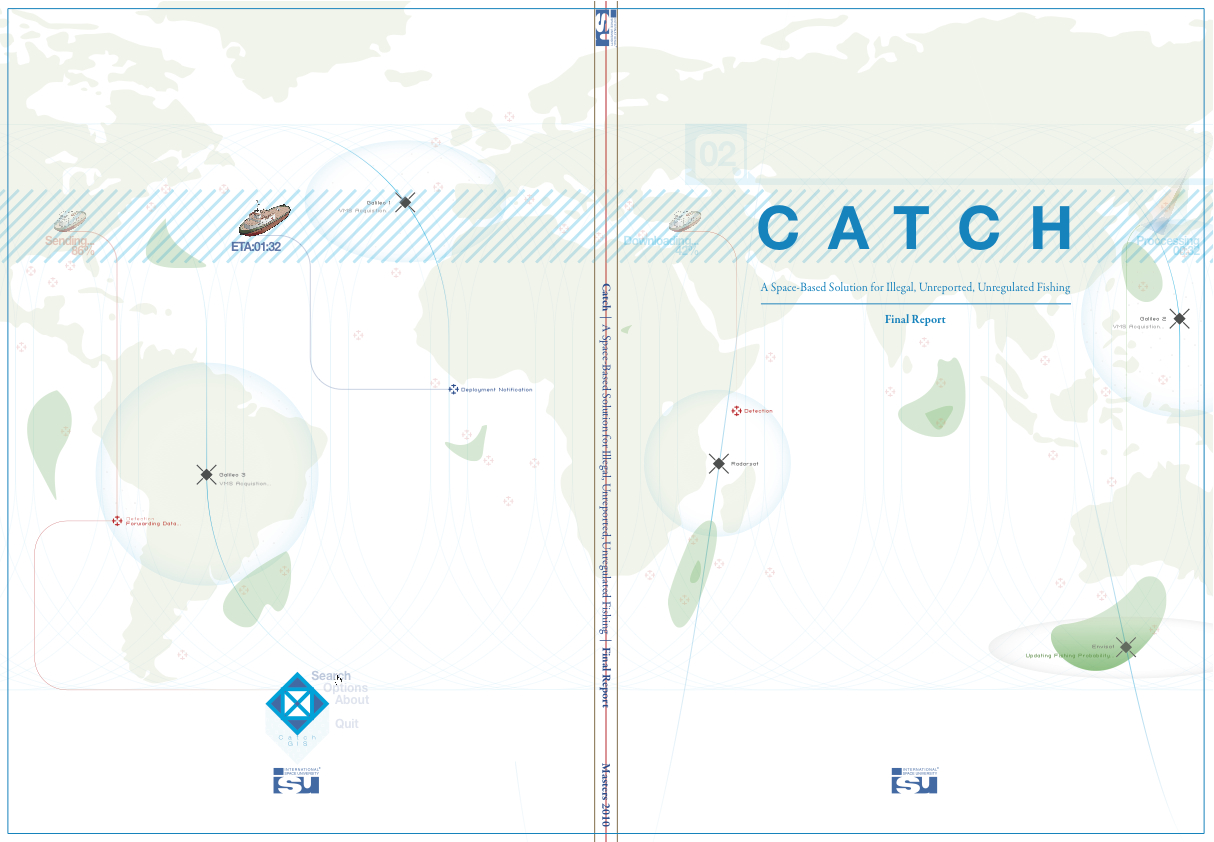 Galileo 1
VMS Acquisition...
Sending...
86%
ETA:01:32
Deployment Notification
Galileo 3
VMS Acquisition...
Detection
Forwarding Data...
Search
Options
About
Quit
Catch
GIS
INTERNATIONAL
SPACE UNIVERSITY
isu
Catch | A Space-Based Solution for Illegal, Unreported, Unregulated Fishing | Final Report
Masters 2010
02
CATCH
Downloading...
42%
Proccessing
00:32
A Space-Based Solution for Illegal, Unreported, Unregulated Fishing
Final Report
Galileo 2
VMS Acquisition...
Detection
Radarsat
Envisat
Updating Fishing Probability...
INTERNATIONAL
SPACE UNIVERSITY
isu